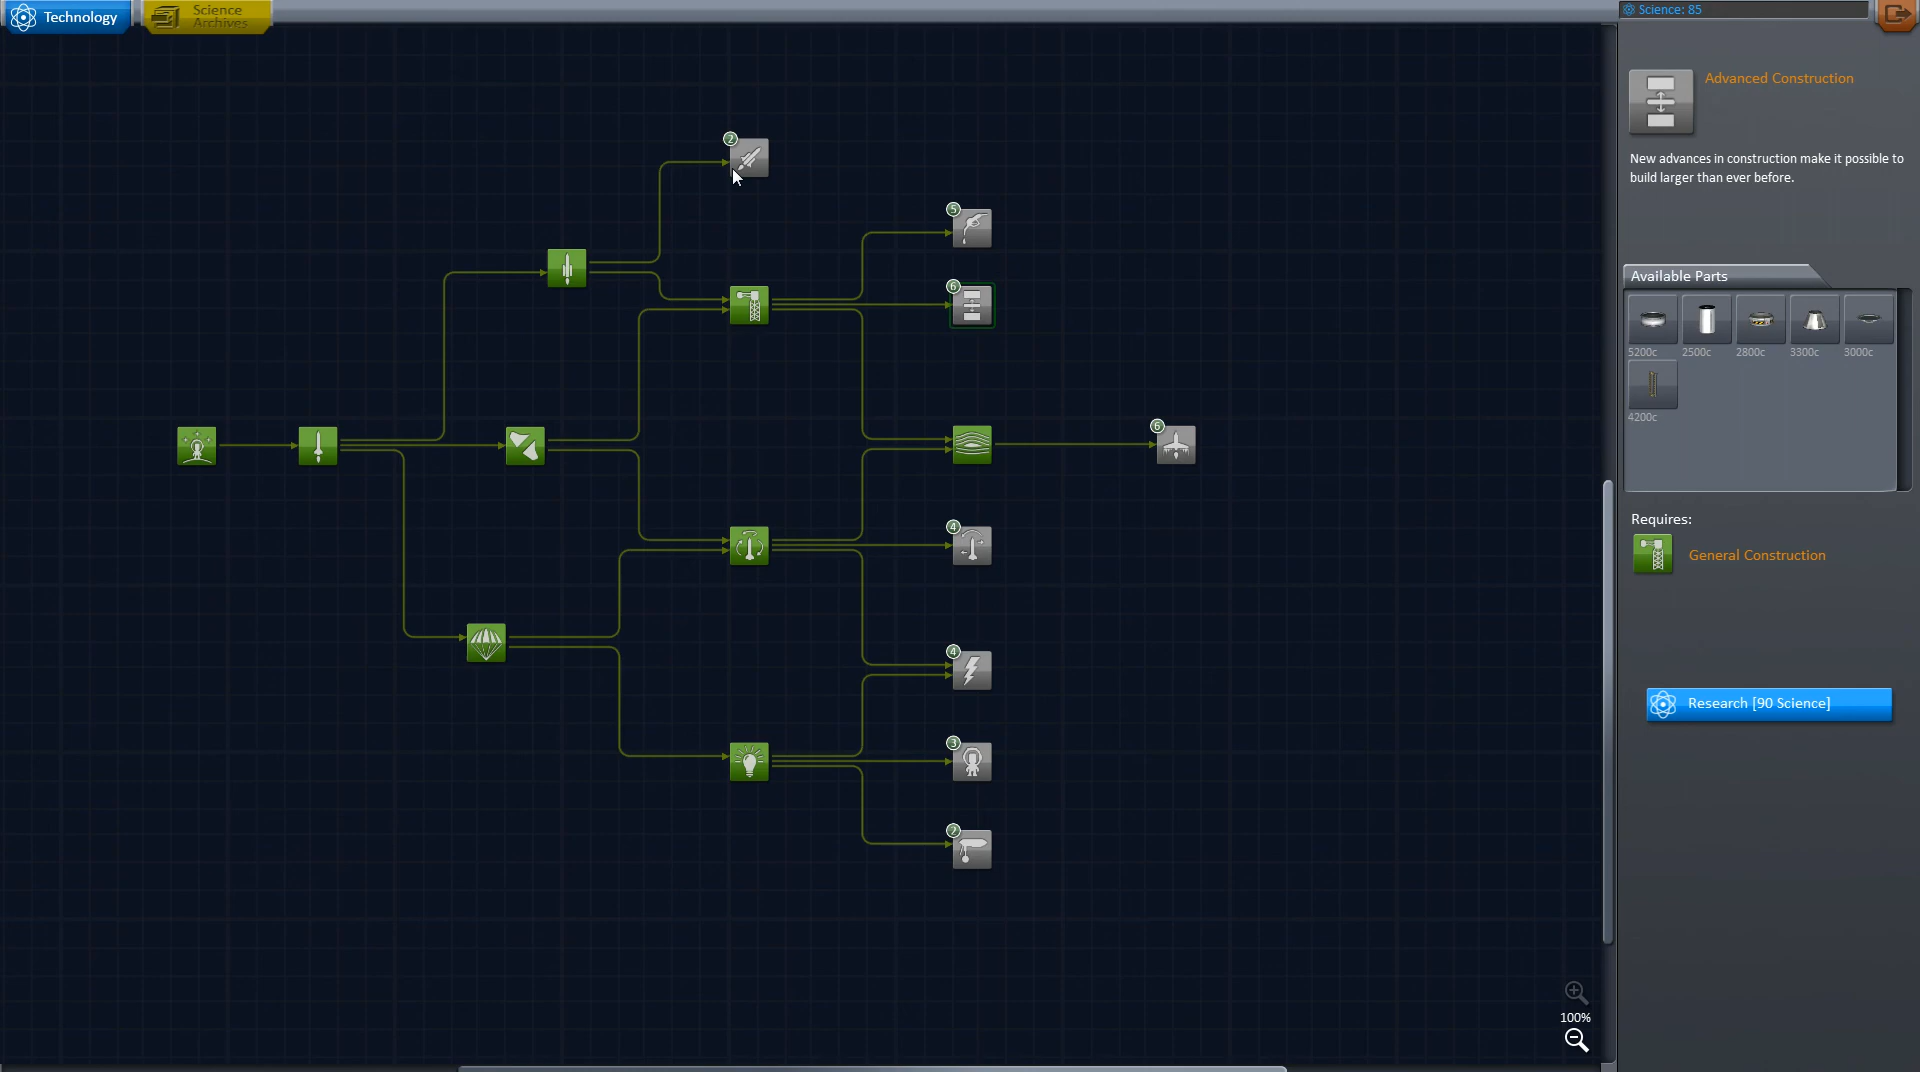 Technology
Science
Archives
Science: 85
Advanced Construction
New advances in construction make it possible to
build larger than ever before.
Available Parts
5200c 2500c 2800c 3300c 3000c
4200c
Requires:
General Construction
Research [90 Science]
2
5
6
6
4
4
3
2
100%